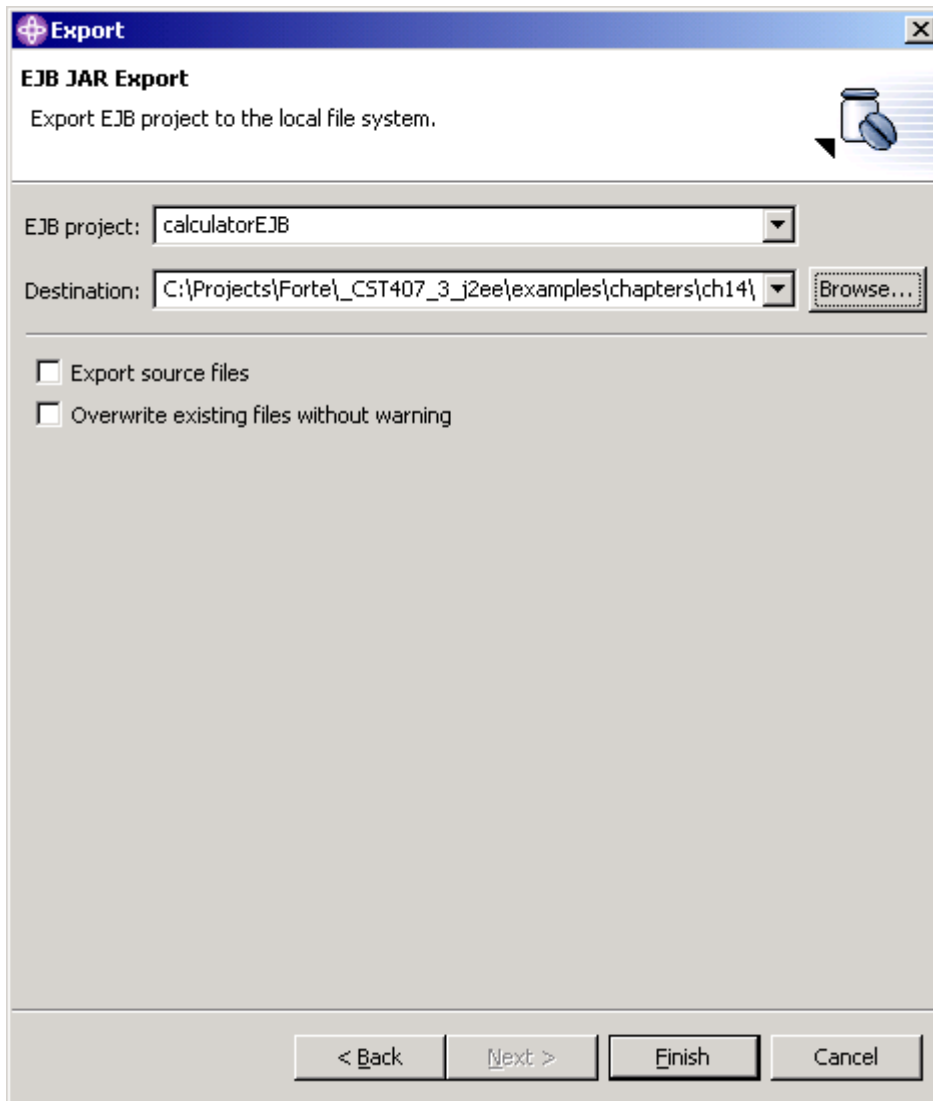 Export
EJB JAR Export
Export EJB project to the local file system.
EJB project: calculatorEJB
Destination: C:\Projects\Forte\_CST407_3_j2ee\examples\chapters\ch14\ Browse...
Export source files
Overwrite existing files without warning
< Back Next > Finish Cancel